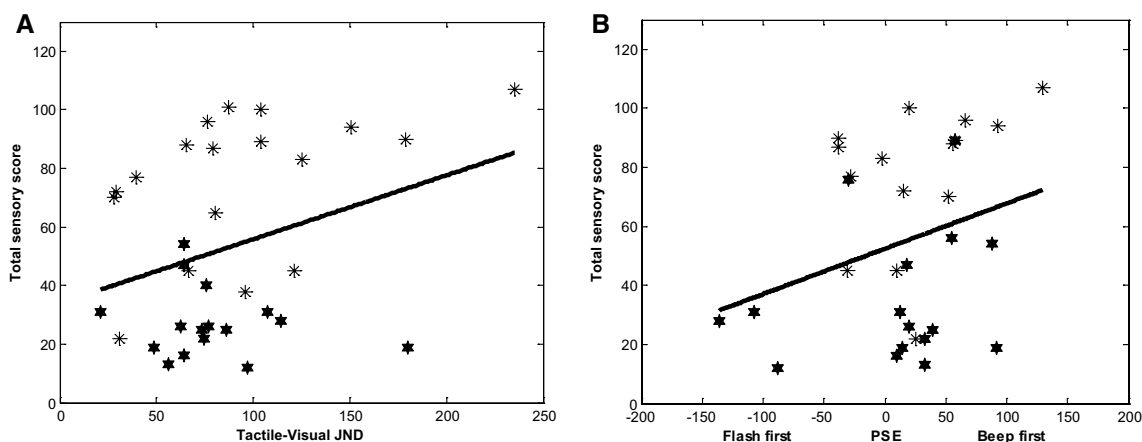 A
Total sensory score
120
100
80
60
40
20
0
0 50 100 150 200 250
Tactile-Visual JND
B
Total sensory score
120
100
80
60
40
20
0
-200 -150 -100 -50 0 50 100 150 200
Flash first PSE Beep first